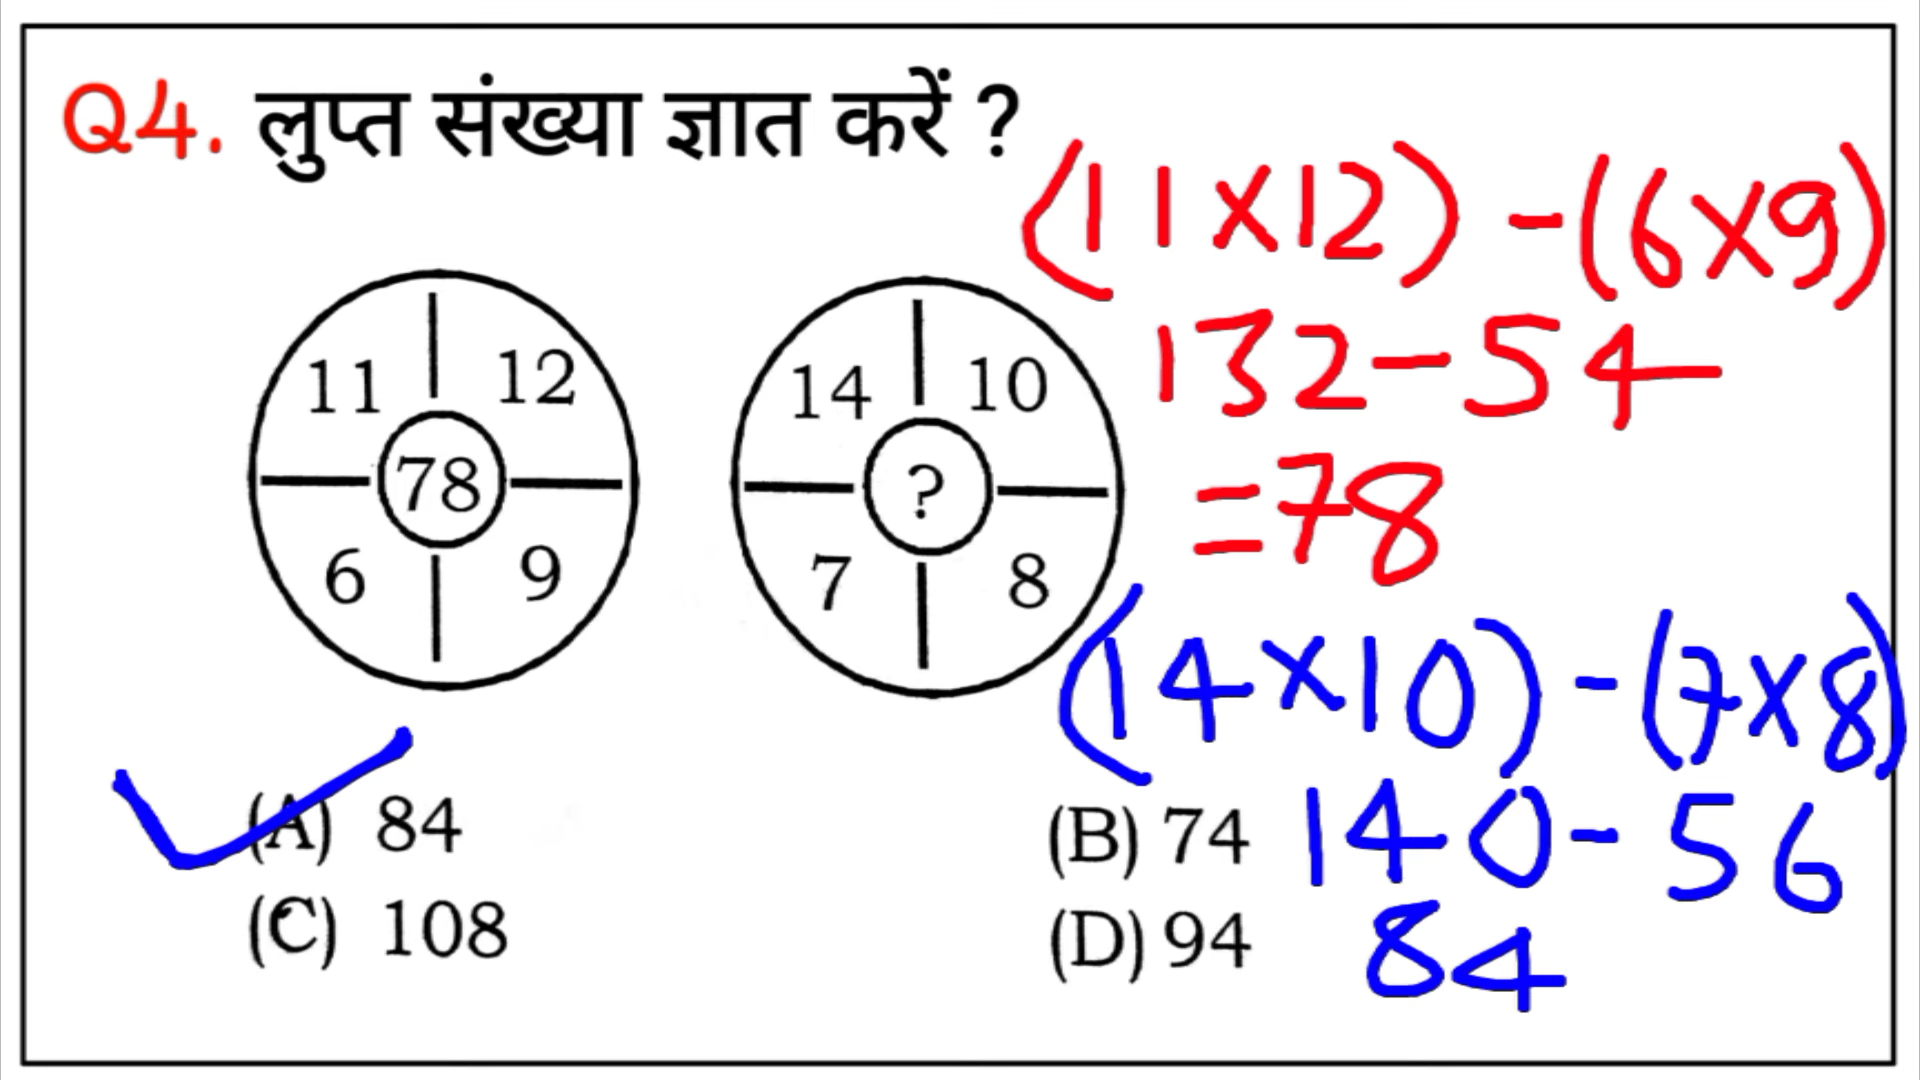 Q4. लुप्त संख्या ज्ञात करें ?
(11×12) - (6×9)
132-54
=78
11 12
78
6 9
14 10
?
7 8
(14×10) - (7×8)
140-56
84
(A) 84
(B) 74
(C) 108
(D) 94